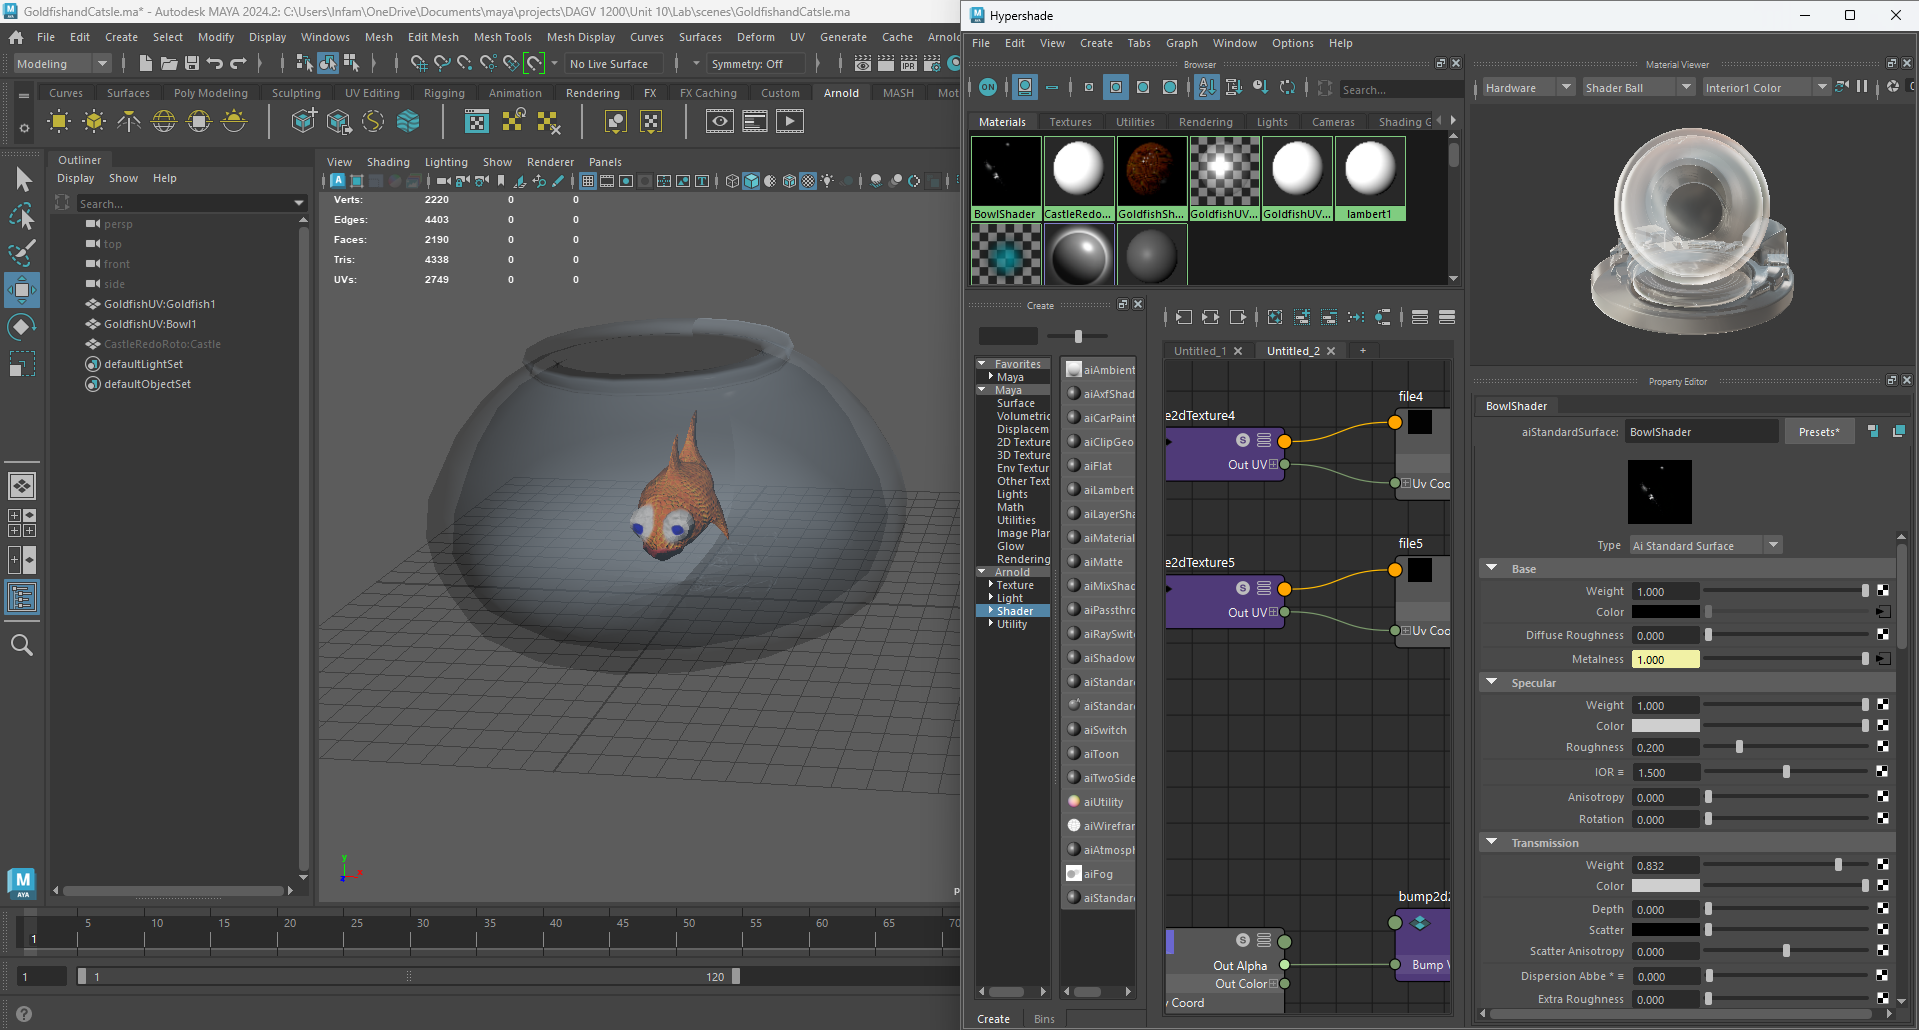 GoldfishandCatsle.ma* - Autodesk MAYA 2024.2: C:\Users\Infam\OneDrive\Documents\maya\projects\DAGV 1200\Unit 10\Lab\scenes\GoldfishandCatsle.ma
File Edit Create Select Modify Display Windows Mesh Edit Mesh Mesh Tools Mesh Display Curves Surfaces Deform UV Generate Cache Arnolo
Modeling No Live Surface Symmetry: Off
Curves Surfaces Poly Modeling Sculpting UV Editing Rigging Animation Rendering FX FX Caching Custom Arnold MASH Mot
Outliner
Display Show Help
Search...
persp
top
front
side
GoldfishUV:Goldfish1
GoldfishUV:Bowl1
CastleRedoRoto:Castle
defaultLightSet
defaultObjectSet
View Shading Lighting Show Renderer Panels
Verts: 2220 0 0
Edges: 4403 0 0
Faces: 2190 0 0
Tris: 4338 0 0
UVs: 2749 0 0
y
z x
p
M
AYA
5 10 15 20 25 30 35 40 45 50 55 60 65 70
1
1 1 120
Hypershade
File Edit View Create Tabs Graph Window Options Help
Browser
ON
Search...
Materials Textures Utilities Rendering Lights Cameras Shading G
BowlShader CastleRedo... GoldfishSh... GoldfishUV... GoldfishUV... lambert1
Create
Favorites
Maya
Maya
Surface
Volumetric
Displacem
2D Texture
3D Texture
Env Textur
Other Text
Lights
Math
Utilities
Image Plan
Glow
Rendering
Arnold
Texture
Light
Shader
Utility
aiAmbient
aiAxfShad
aiCarPaint
aiClipGeo
aiFlat
aiLambert
aiLayerSha
aiMaterial
aiMatte
aiMixShad
aiPassthro
aiRaySwit
aiShadow
aiStandar
aiStandar
aiSwitch
aiToon
aiTwoSide
aiUtility
aiWirefrar
aiAtmosph
aiFog
aiStandar
Create Bins
Untitled_1 Untitled_2 +
file4
e2dTexture4
S
Out UV
Uv Coo
file5
e2dTexture5
S
Out UV
Uv Coo
bump2d2
S
Out Alpha
Bump V
Out Color
Coord
Material Viewer
Hardware Shader Ball Interior1 Color
Property Editor
BowlShader
aiStandardSurface: BowlShader Presets*
Type Ai Standard Surface
Base
Weight 1.000
Color
Diffuse Roughness 0.000
Metalness 1.000
Specular
Weight 1.000
Color
Roughness 0.200
IOR 1.500
Anisotropy 0.000
Rotation 0.000
Transmission
Weight 0.832
Color
Depth 0.000
Scatter
Scatter Anisotropy 0.000
Dispersion Abbe * 0.000
Extra Roughness 0.000